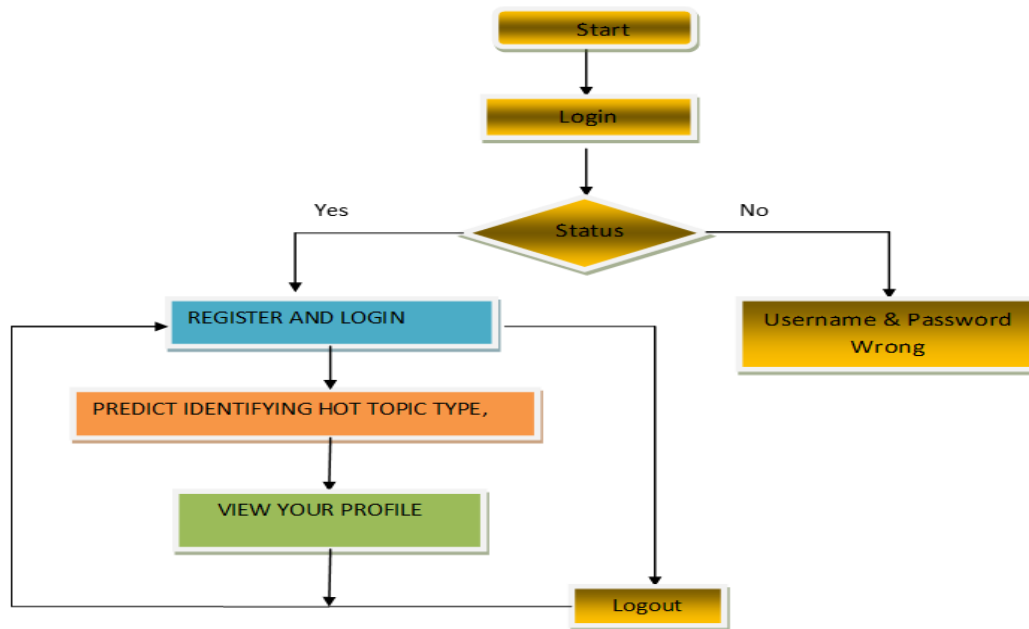 Start
Login
Yes
No
Status
REGISTER AND LOGIN
Username & Password
Wrong
PREDICT IDENTIFYING HOT TOPIC TYPE,
VIEW YOUR PROFILE
Logout